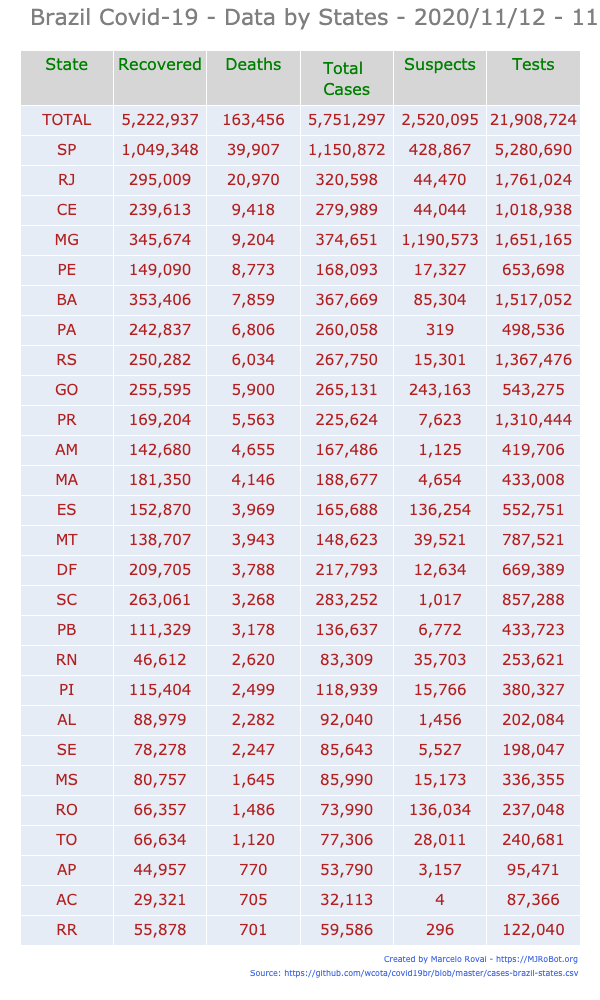 Brazil Covid-19 - Data by States - 2020/11/12 - 11
State Recovered Deaths Total Cases Suspects Tests
TOTAL 5,222,937 163,456 5,751,297 2,520,095 21,908,724
SP 1,049,348 39,907 1,150,872 428,867 5,280,690
RJ 295,009 20,970 320,598 44,470 1,761,024
CE 239,613 9,418 279,989 44,044 1,018,938
MG 345,674 9,204 374,651 1,190,573 1,651,165
PE 149,090 8,773 168,093 17,327 653,698
BA 353,406 7,859 367,669 85,304 1,517,052
PA 242,837 6,806 260,058 319 498,536
RS 250,282 6,034 267,750 15,301 1,367,476
GO 255,595 5,900 265,131 243,163 543,275
PR 169,204 5,563 225,624 7,623 1,310,444
AM 142,680 4,655 167,486 1,125 419,706
MA 181,350 4,146 188,677 4,654 433,008
ES 152,870 3,969 165,688 136,254 552,751
MT 138,707 3,943 148,623 39,521 787,521
DF 209,705 3,788 217,793 12,634 669,389
SC 263,061 3,268 283,252 1,017 857,288
PB 111,329 3,178 136,637 6,772 433,723
RN 46,612 2,620 83,309 35,703 253,621
PI 115,404 2,499 118,939 15,766 380,327
AL 88,979 2,282 92,040 1,456 202,084
SE 78,278 2,247 85,643 5,527 198,047
MS 80,757 1,645 85,990 15,173 336,355
RO 66,357 1,486 73,990 136,034 237,048
TO 66,634 1,120 77,306 28,011 240,681
AP 44,957 770 53,790 3,157 95,471
AC 29,321 705 32,113 4 87,366
RR 55,878 701 59,586 296 122,040
Created by Marcelo Rovai - https://MJRoBot.org
Source: https://github.com/wcota/covid19br/blob/master/cases-brazil-states.csv